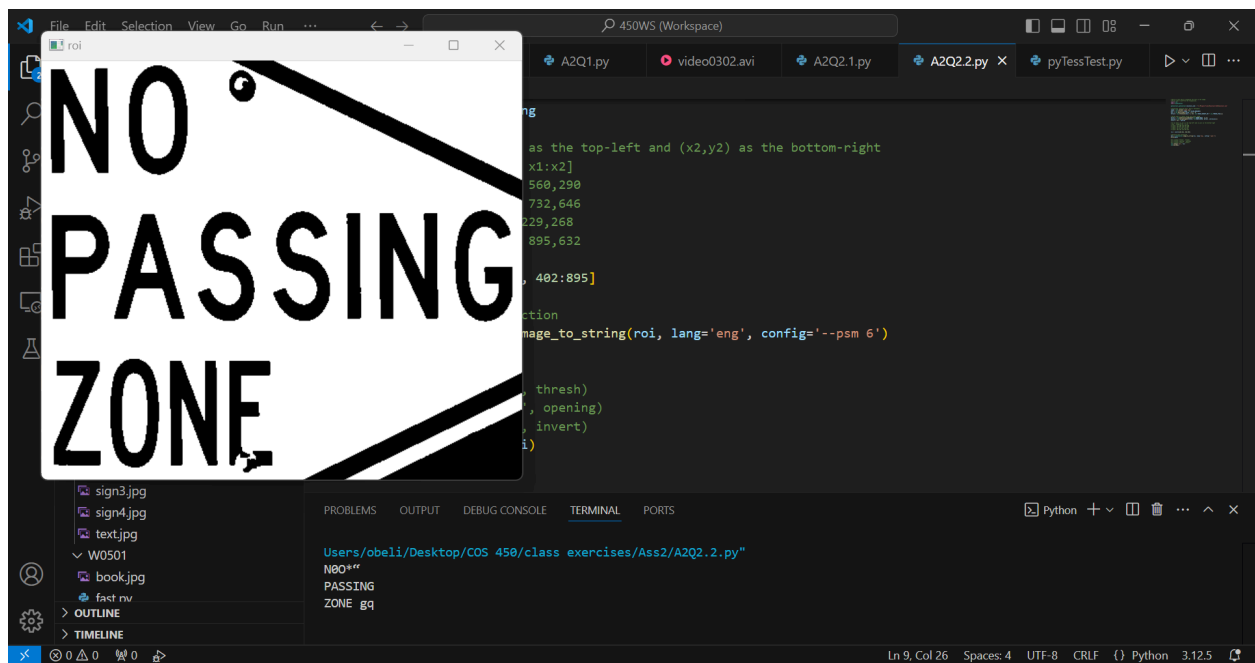 File Edit Selection View Go Run ··· ← → 450WS (Workspace)
roi
A2Q1.py video0302.avi A2Q2.1.py A2Q2.2.py pyTessTest.py
NO
PASSING
ZONE
ng
as the top-left and (x2,y2) as the bottom-right
x1:x2]
560,290
732,646
229,268
895,632
, 402:895]
ction
mage_to_string(roi, lang='eng', config='--psm 6')
, thresh)
', opening)
, invert)
i)
sign3.jpg
sign4.jpg
text.jpg
W0501
book.jpg
fast.py
OUTLINE
TIMELINE
PROBLEMS OUTPUT DEBUG CONSOLE TERMINAL PORTS
Python
Users/obeli/Desktop/COS 450/class exercises/Ass2/A2Q2.2.py"
N0O*“
PASSING
ZONE gq
0 0 0 Ln 9, Col 26 Spaces: 4 UTF-8 CRLF {} Python 3.12.5